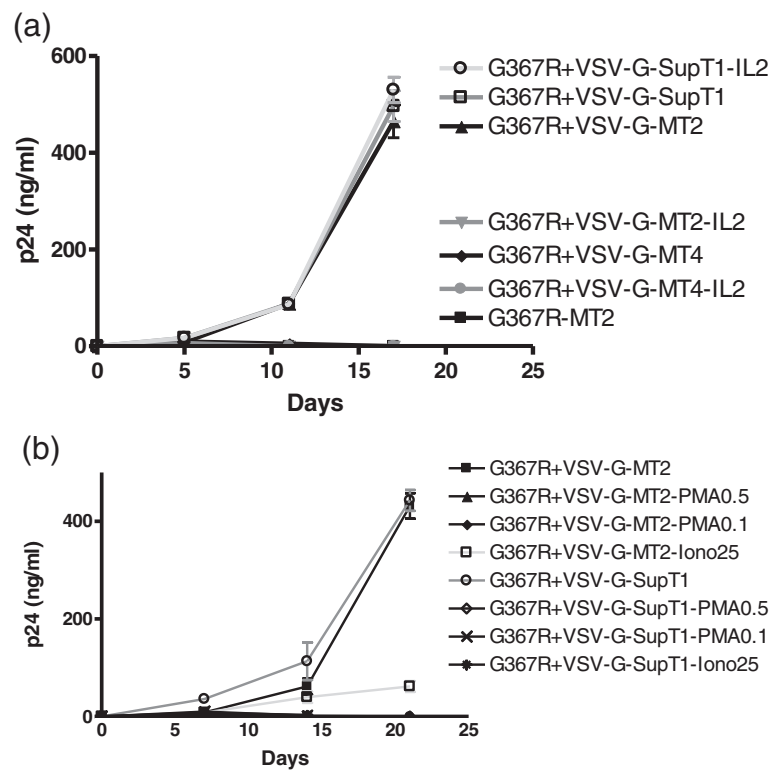 (a)
p24 (ng/ml)
600
400
200
0
0 5 10 15 20 25
Days
G367R+VSV-G-SupT1-IL2
G367R+VSV-G-SupT1
G367R+VSV-G-MT2
G367R+VSV-G-MT2-IL2
G367R+VSV-G-MT4
G367R+VSV-G-MT4-IL2
G367R-MT2
(b)
p24 (ng/ml)
400
200
0
0 5 10 15 20 25
Days
G367R+VSV-G-MT2
G367R+VSV-G-MT2-PMA0.5
G367R+VSV-G-MT2-PMA0.1
G367R+VSV-G-MT2-Iono25
G367R+VSV-G-SupT1
G367R+VSV-G-SupT1-PMA0.5
G367R+VSV-G-SupT1-PMA0.1
G367R+VSV-G-SupT1-Iono25